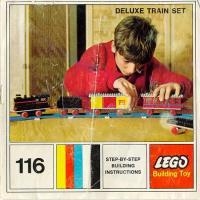 DELUXE TRAIN SET
116
STEP-BY-STEP
BUILDING
INSTRUCTIONS
LEGO
Building Toy